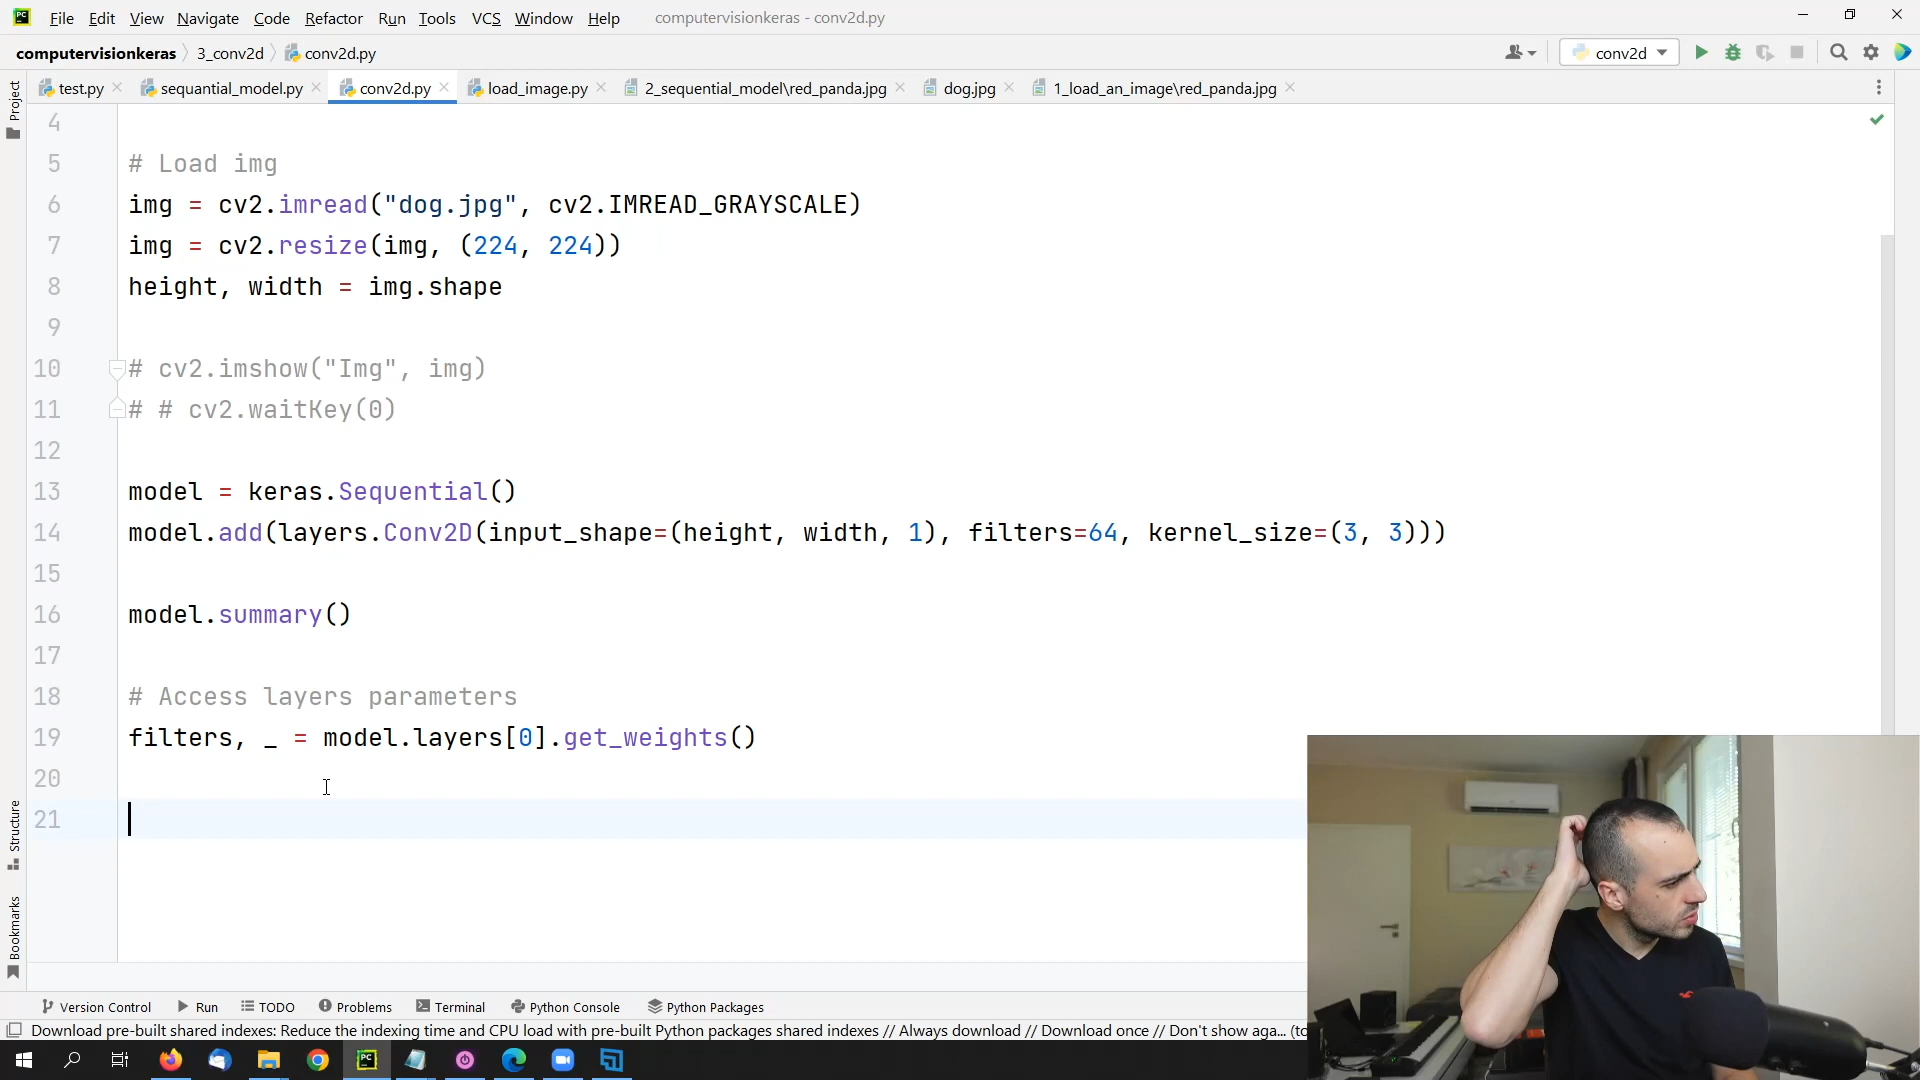 PC File Edit View Navigate Code Refactor Run Tools VCS Window Help computervisionkeras - conv2d.py
computervisionkeras 3_conv2d conv2d.py conv2d
test.py sequantial_model.py conv2d.py load_image.py 2_sequential_model\red_panda.jpg dog.jpg 1_load_an_image\red_panda.jpg
Project
4
5 # Load img
6 img = cv2.imread("dog.jpg", cv2.IMREAD_GRAYSCALE)
7 img = cv2.resize(img, (224, 224))
8 height, width = img.shape
9
10 # cv2.imshow("Img", img)
11 # # cv2.waitKey(0)
12
13 model = keras.Sequential()
14 model.add(layers.Conv2D(input_shape=(height, width, 1), filters=64, kernel_size=(3, 3)))
15
16 model.summary()
17
18 # Access layers parameters
19 filters, _ = model.layers[0].get_weights()
20
21
Structure
Bookmarks
Version Control Run TODO Problems Terminal Python Console Python Packages
Download pre-built shared indexes: Reduce the indexing time and CPU load with pre-built Python packages shared indexes // Always download // Download once // Don't show aga... (to
PC